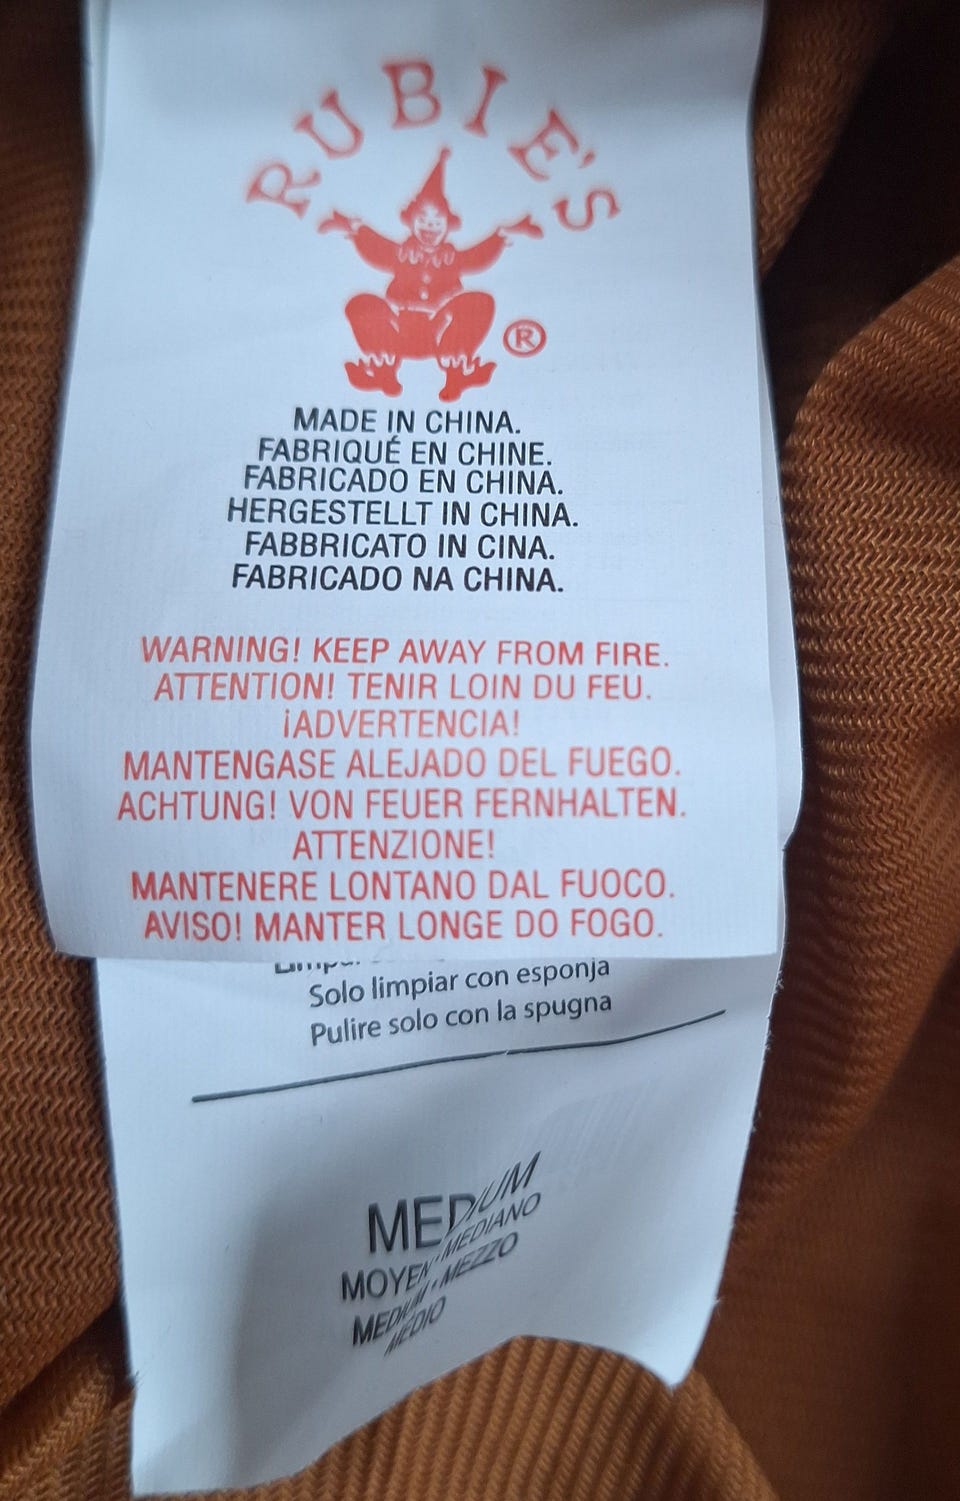 RUBIE'S
®
MADE IN CHINA.
FABRIQUÉ EN CHINE.
FABRICADO EN CHINA.
HERGESTELLT IN CHINA.
FABBRICATO IN CINA.
FABRICADO NA CHINA.
WARNING! KEEP AWAY FROM FIRE.
ATTENTION! TENIR LOIN DU FEU.
¡ADVERTENCIA!
MANTENGASE ALEJADO DEL FUEGO.
ACHTUNG! VON FEUER FERNHALTEN.
ATTENZIONE!
MANTENERE LONTANO DAL FUOCO.
AVISO! MANTER LONGE DO FOGO.
Solo limpiar con esponja
Pulire solo con la spugna
MEDIUM
MOYEN · MEDIANO
MEDIUM · MEZZO
MÉDIO